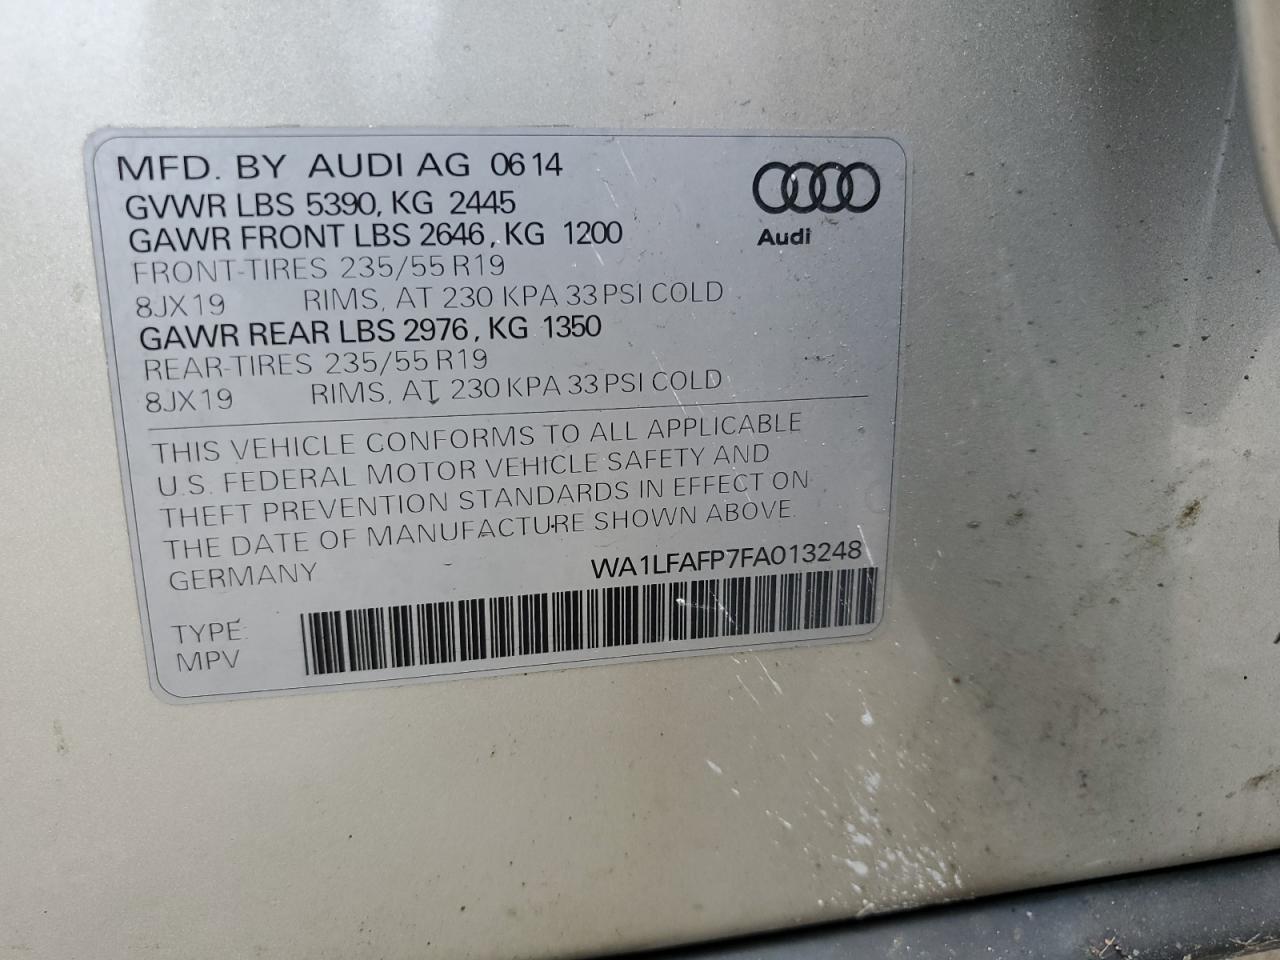 MFD. BY AUDI AG 06 14
GVWR LBS 5390, KG 2445
GAWR FRONT LBS 2646, KG 1200
FRONT-TIRES 235/55 R19
8JX19 RIMS, AT 230 KPA 33 PSI COLD
GAWR REAR LBS 2976, KG 1350
REAR-TIRES 235/55 R19
8JX19 RIMS, AT 230 KPA 33 PSI COLD
Audi
THIS VEHICLE CONFORMS TO ALL APPLICABLE
U.S. FEDERAL MOTOR VEHICLE SAFETY AND
THEFT PREVENTION STANDARDS IN EFFECT ON
THE DATE OF MANUFACTURE SHOWN ABOVE.
GERMANY WA1LFAFP7FA013248
TYPE:
MPV